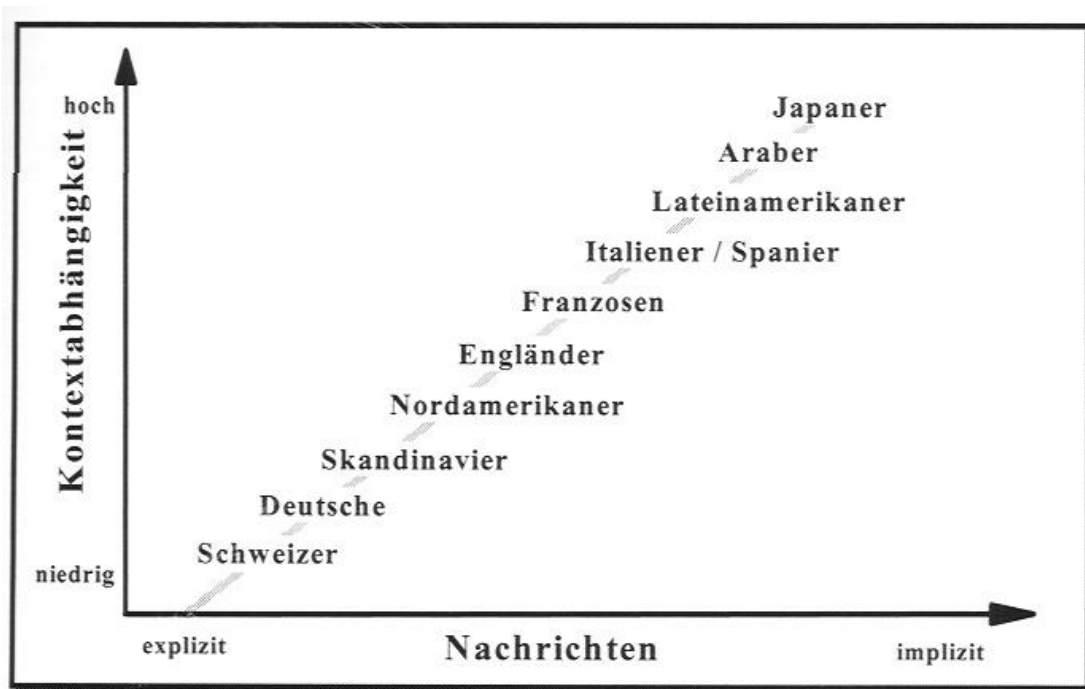 hoch
Kontextabhängigkeit
niedrig
Japaner
Araber
Lateinamerikaner
Italiener / Spanier
Franzosen
Engländer
Nordamerikaner
Skandinavier
Deutsche
Schweizer
explizit
Nachrichten
implizit